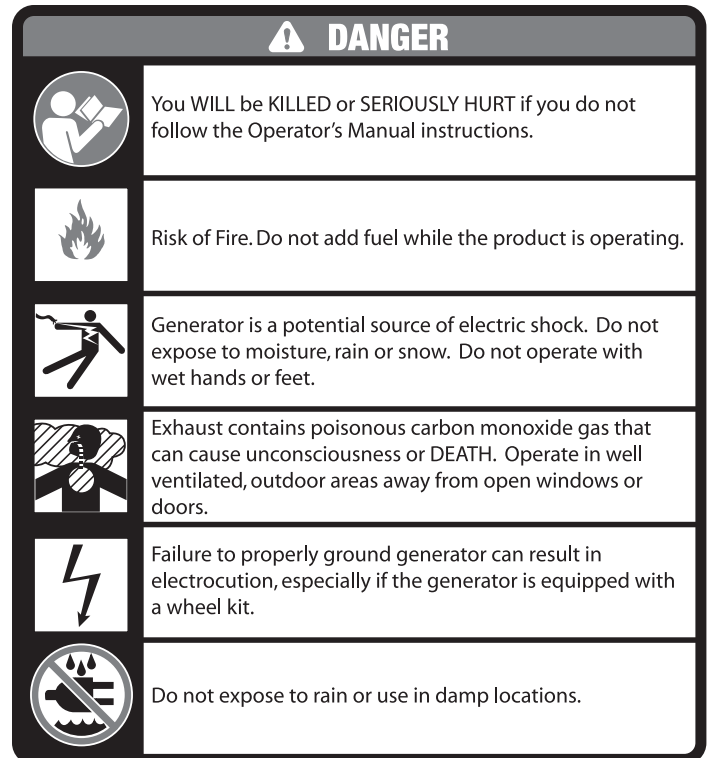 DANGER
You WILL be KILLED or SERIOUSLY HURT if you do not
follow the Operator's Manual instructions.
Risk of Fire. Do not add fuel while the product is operating.
Generator is a potential source of electric shock. Do not
expose to moisture, rain or snow. Do not operate with
wet hands or feet.
Exhaust contains poisonous carbon monoxide gas that
can cause unconsciousness or DEATH. Operate in well
ventilated, outdoor areas away from open windows or
doors.
Failure to properly ground generator can result in
electrocution, especially if the generator is equipped with
a wheel kit.
Do not expose to rain or use in damp locations.